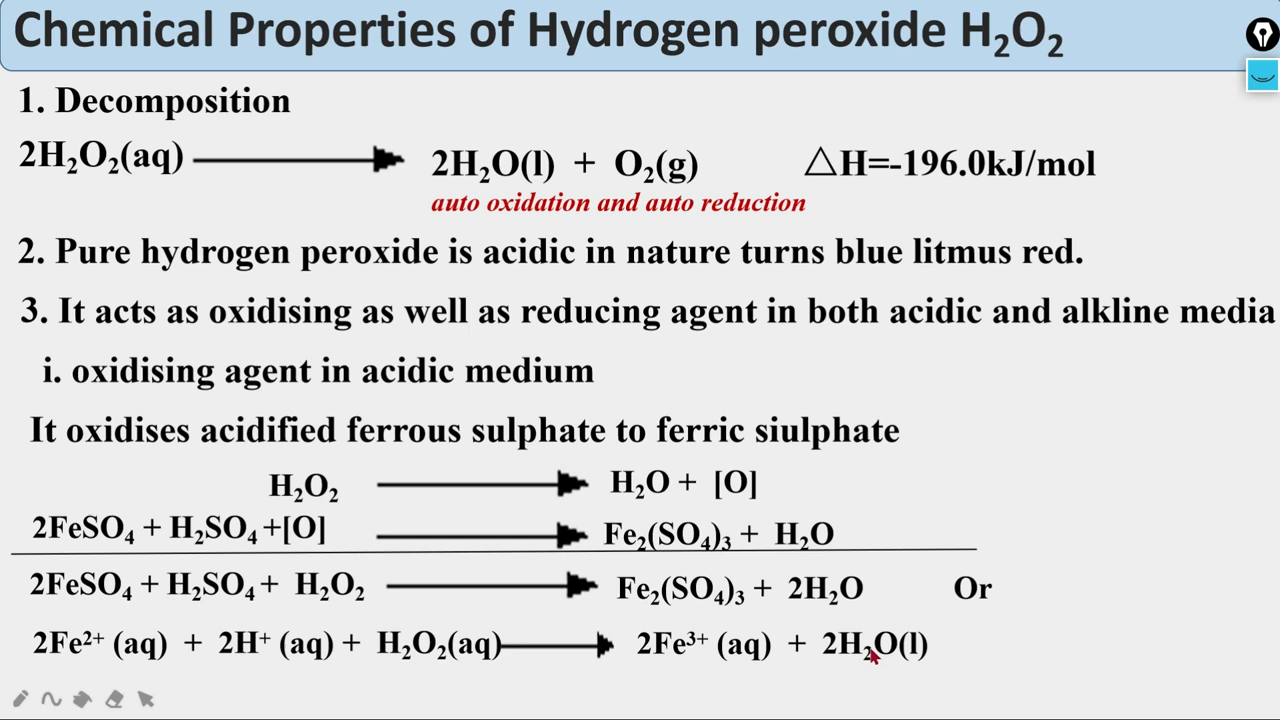 Chemical Properties of Hydrogen peroxide H₂O₂
1. Decomposition
2H₂O₂(aq) ⟶ 2H₂O(l) + O₂(g) △H=-196.0kJ/mol
auto oxidation and auto reduction
2. Pure hydrogen peroxide is acidic in nature turns blue litmus red.
3. It acts as oxidising as well as reducing agent in both acidic and alkline media
i. oxidising agent in acidic medium
It oxidises acidified ferrous sulphate to ferric siulphate
H₂O₂ ⟶ H₂O + [O]
2FeSO₄ + H₂SO₄ +[O] ⟶ Fe₂(SO₄)₃ + H₂O
2FeSO₄ + H₂SO₄ + H₂O₂ ⟶ Fe₂(SO₄)₃ + 2H₂O Or
2Fe²⁺ (aq) + 2H⁺ (aq) + H₂O₂(aq) ⟶ 2Fe³⁺ (aq) + 2H₂O(l)